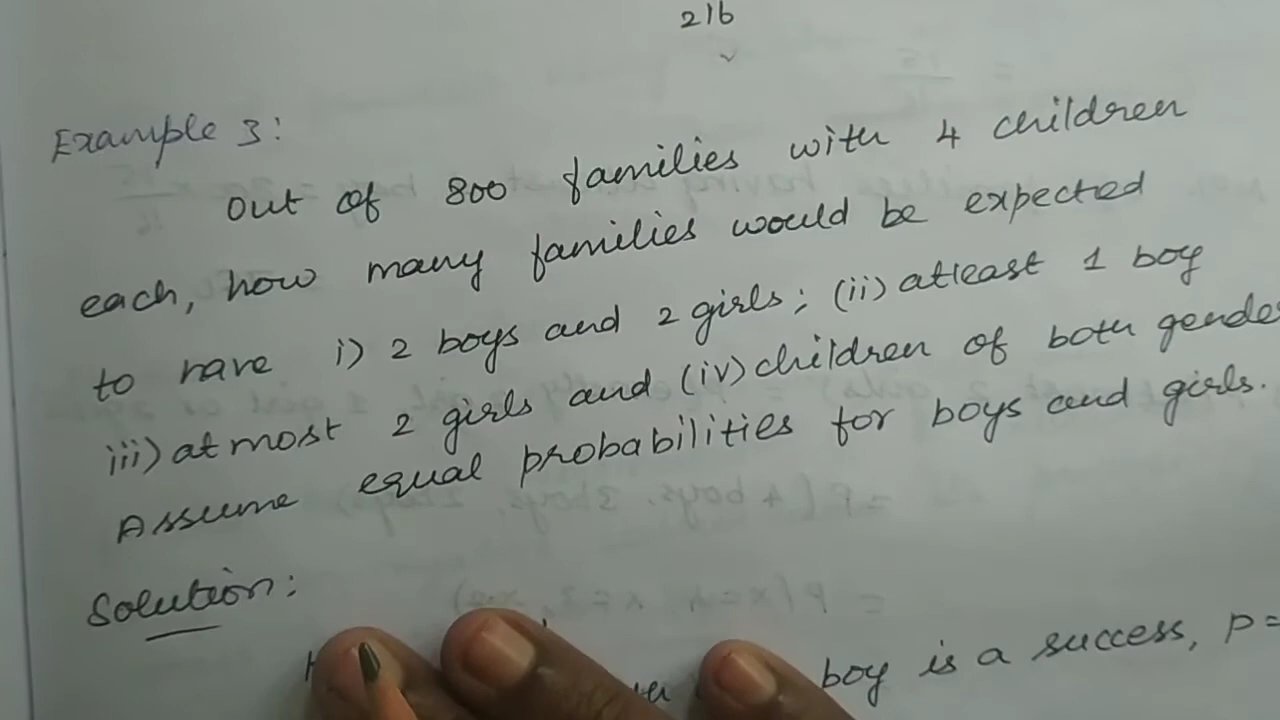 216
Example 3:
out of 800 families with 4 children
each, how many families would be expected
to have i) 2 boys and 2 girls; (ii) atleast 1 boy
iii) at most 2 girls and (iv) children of both gende
Assume equal probabilities for boys and girls.
Solution:
boy is a success, P=